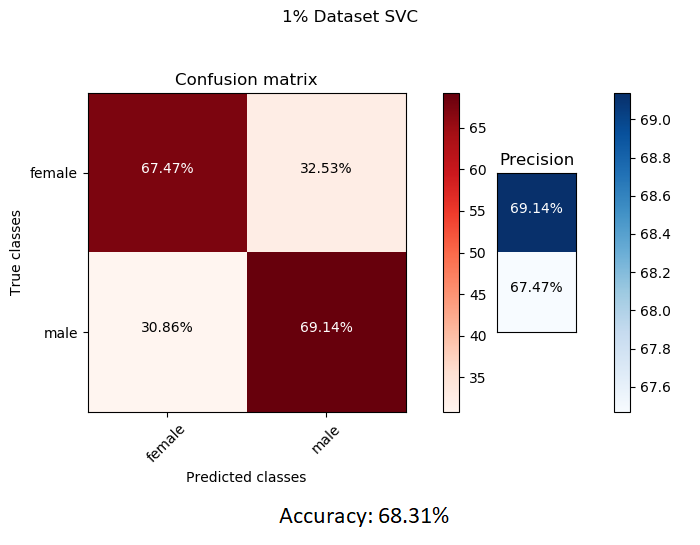 1% Dataset SVC
Confusion matrix
True classes
female
male
67.47%
32.53%
30.86%
69.14%
female
male
Predicted classes
65
60
55
50
45
40
35
Precision
69.14%
67.47%
69.0
68.8
68.6
68.4
68.2
68.0
67.8
67.6
Accuracy: 68.31%